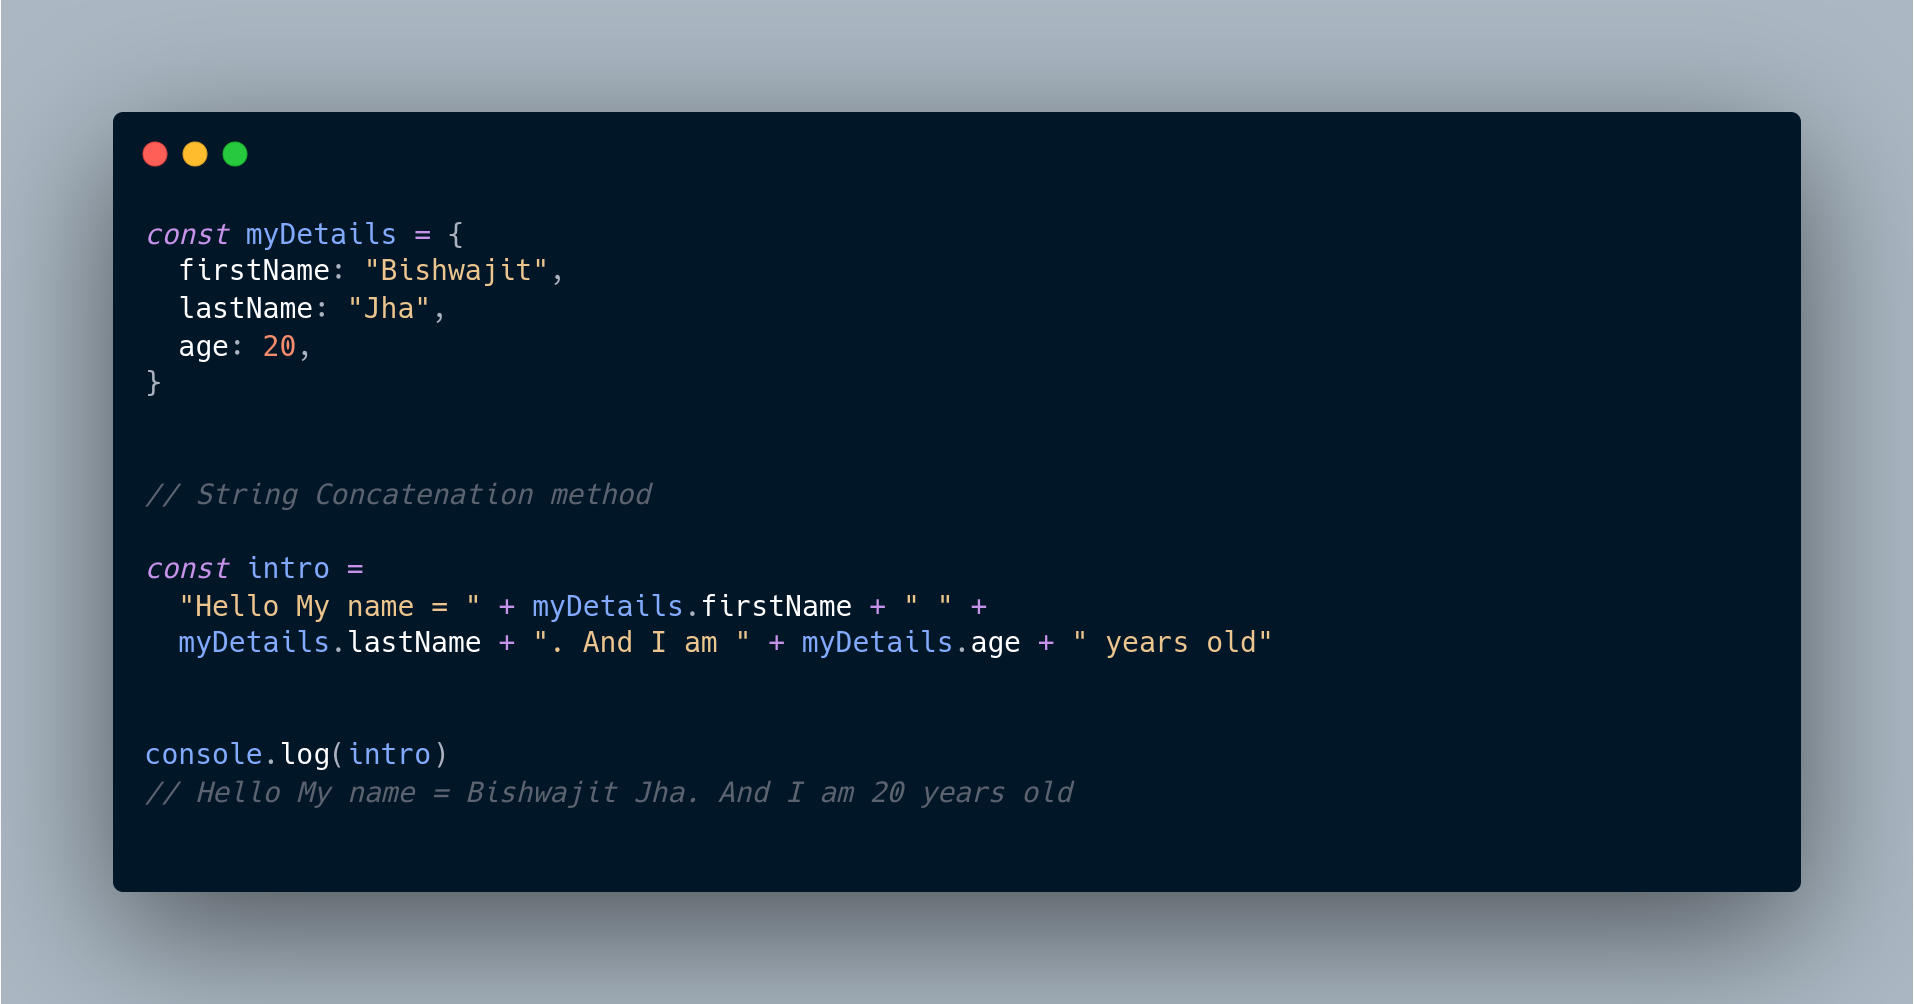 const myDetails = {
  firstName: "Bishwajit",
  lastName: "Jha",
  age: 20,
}
// String Concatenation method
const intro =
  "Hello My name = " + myDetails.firstName + " " +
  myDetails.lastName + ". And I am " + myDetails.age + " years old"
console.log(intro)
// Hello My name = Bishwajit Jha. And I am 20 years old